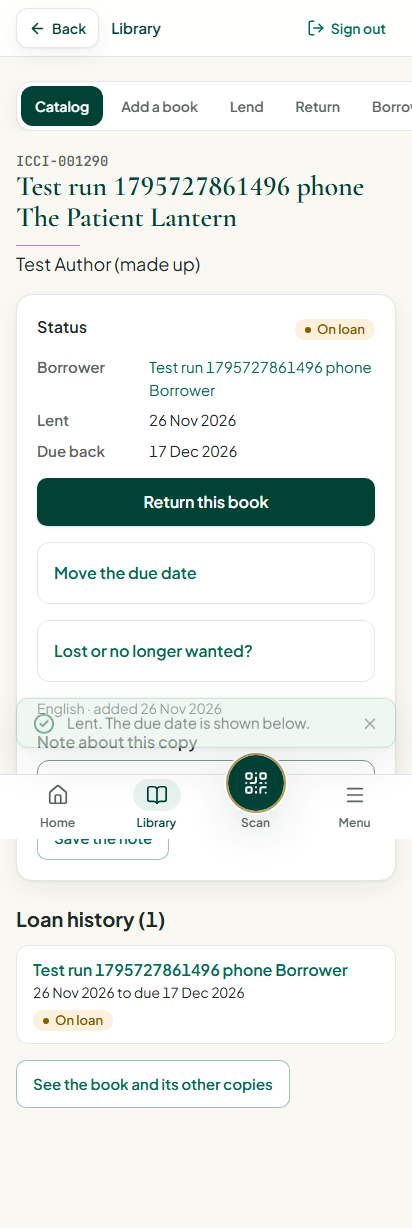 Back
Library
Sign out
Catalog
Add a book
Lend
Return
Borrow
ICCI-001290
Test run 1795727861496 phone
The Patient Lantern
Test Author (made up)
Status
On loan
Borrower
Test run 1795727861496 phone
Borrower
Lent
26 Nov 2026
Due back
17 Dec 2026
Return this book
Move the due date
Lost or no longer wanted?
English · added 26 Nov 2026
Lent. The due date is shown below.
Note about this copy
Home
Library
Scan
Menu
Save the note
Loan history (1)
Test run 1795727861496 phone Borrower
26 Nov 2026 to due 17 Dec 2026
On loan
See the book and its other copies